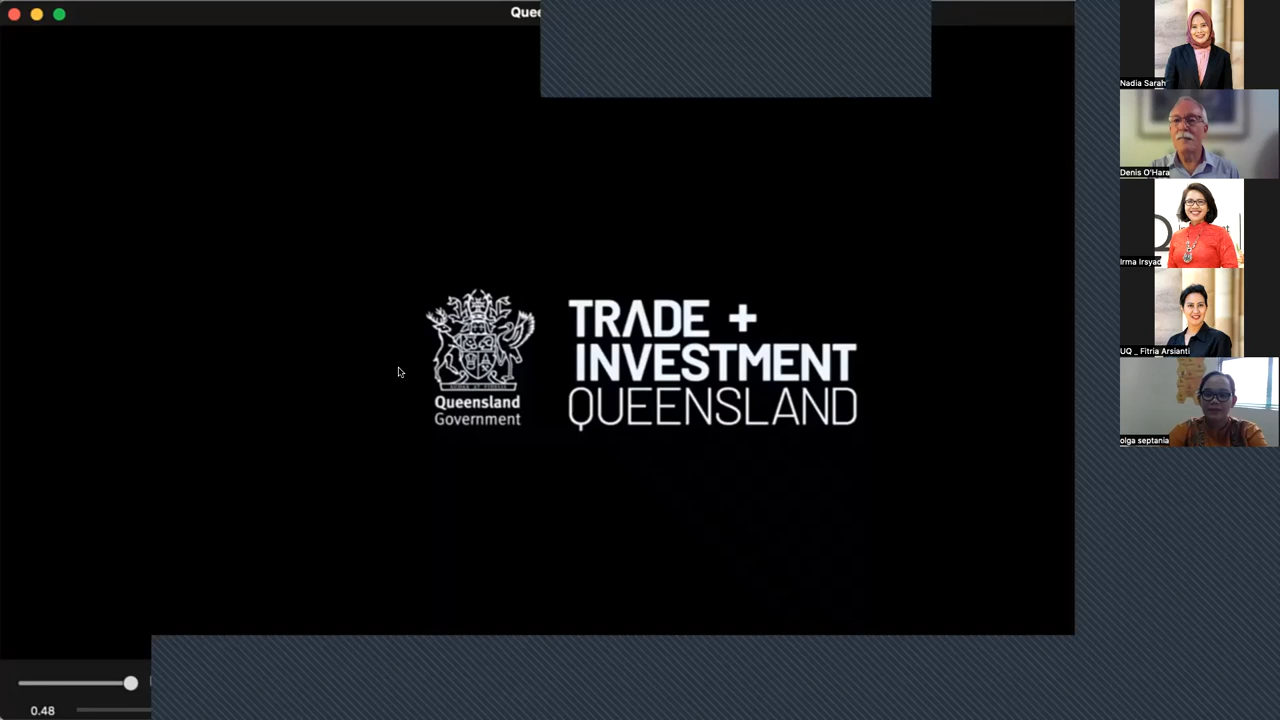 Quee
TRADE +
INVESTMENT
QUEENSLAND
Queensland
Government
0.48
Nadia Sarah
Denis O'Hara
Irma Irsyad
UQ _ Fitria Arsianti
olga septania